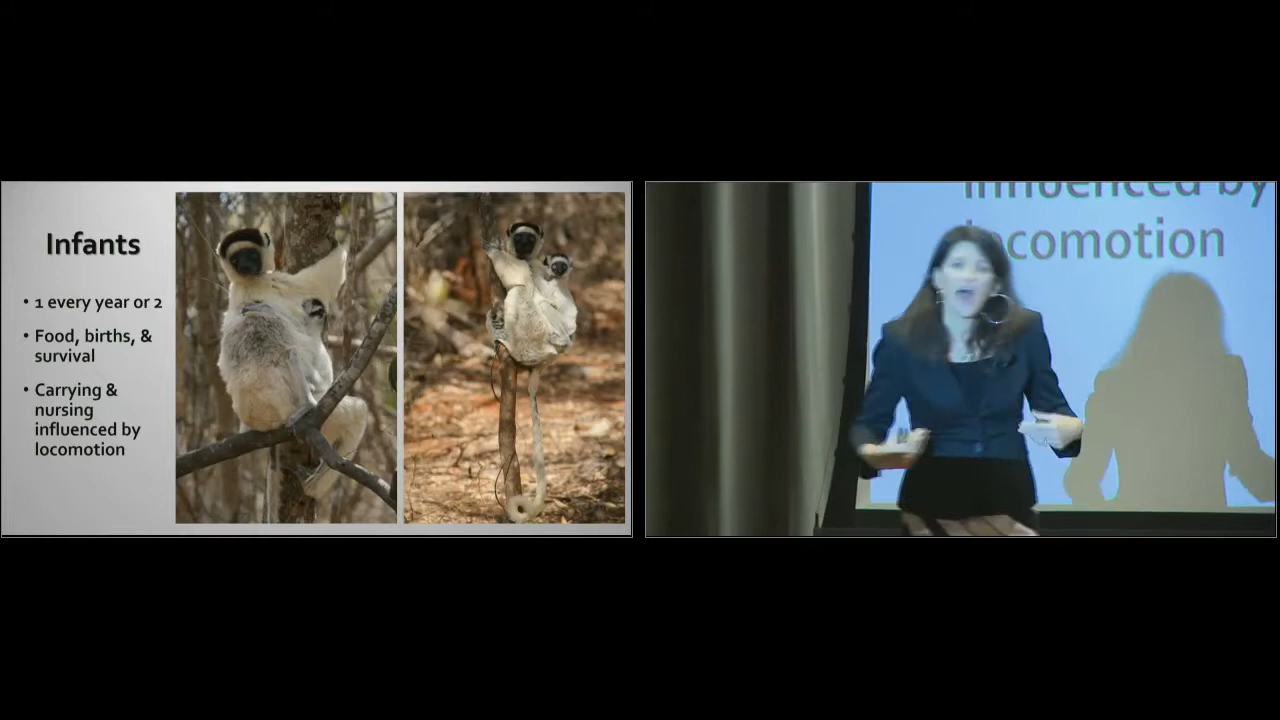 Infants
• 1 every year or 2
• Food, births, &
survival
• Carrying &
nursing
influenced by
locomotion
influenced by
locomotion